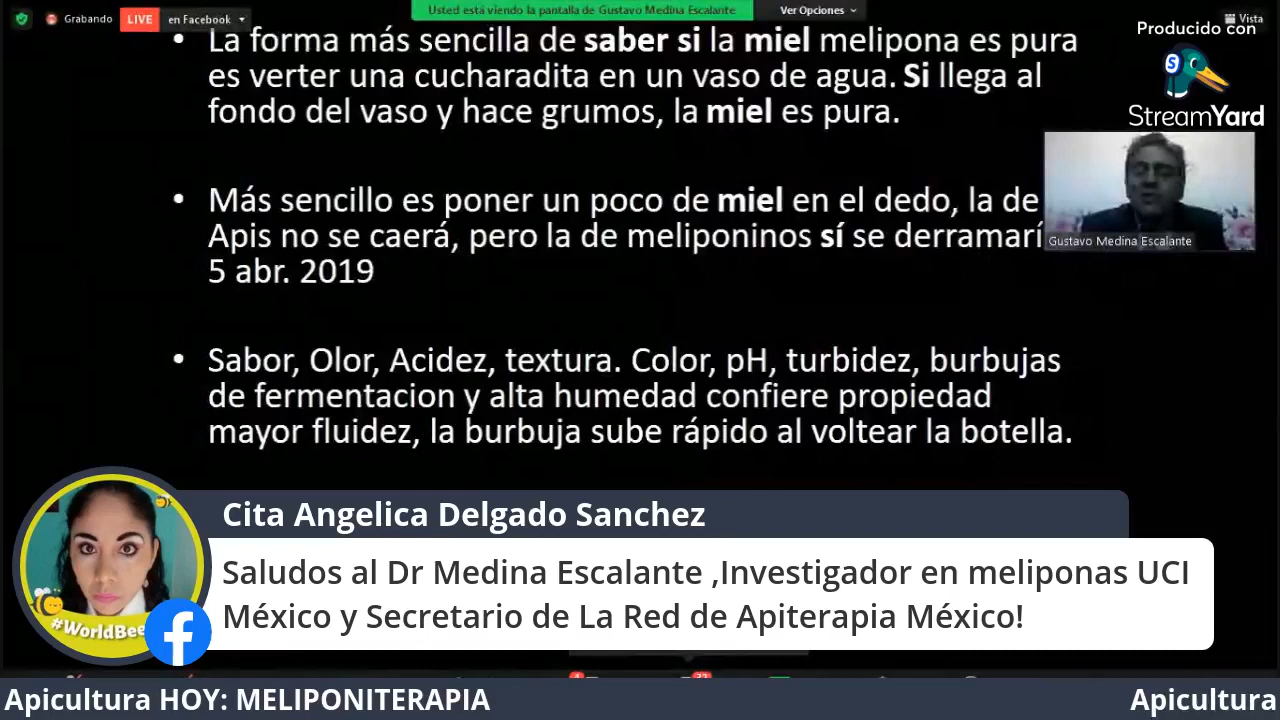 Usted está viendo la pantalla de Gustavo Medina Escalante
Ver Opciones
Grabando
LIVE
en Facebook
Vista
Producido con
S
StreamYard
• La forma más sencilla de saber si la miel melipona es pura
es verter una cucharadita en un vaso de agua. Si llega al
fondo del vaso y hace grumos, la miel es pura.
• Más sencillo es poner un poco de miel en el dedo, la de
Apis no se caerá, pero la de meliponinos sí se derramarí
5 abr. 2019
Gustavo Medina Escalante
• Sabor, Olor, Acidez, textura. Color, pH, turbidez, burbujas
de fermentacion y alta humedad confiere propiedad
mayor fluidez, la burbuja sube rápido al voltear la botella.
Cita Angelica Delgado Sanchez
Saludos al Dr Medina Escalante ,Investigador en meliponas UCI
México y Secretario de La Red de Apiterapia México!
#WorldBee
Apicultura HOY: MELIPONITERAPIA
Apicultura